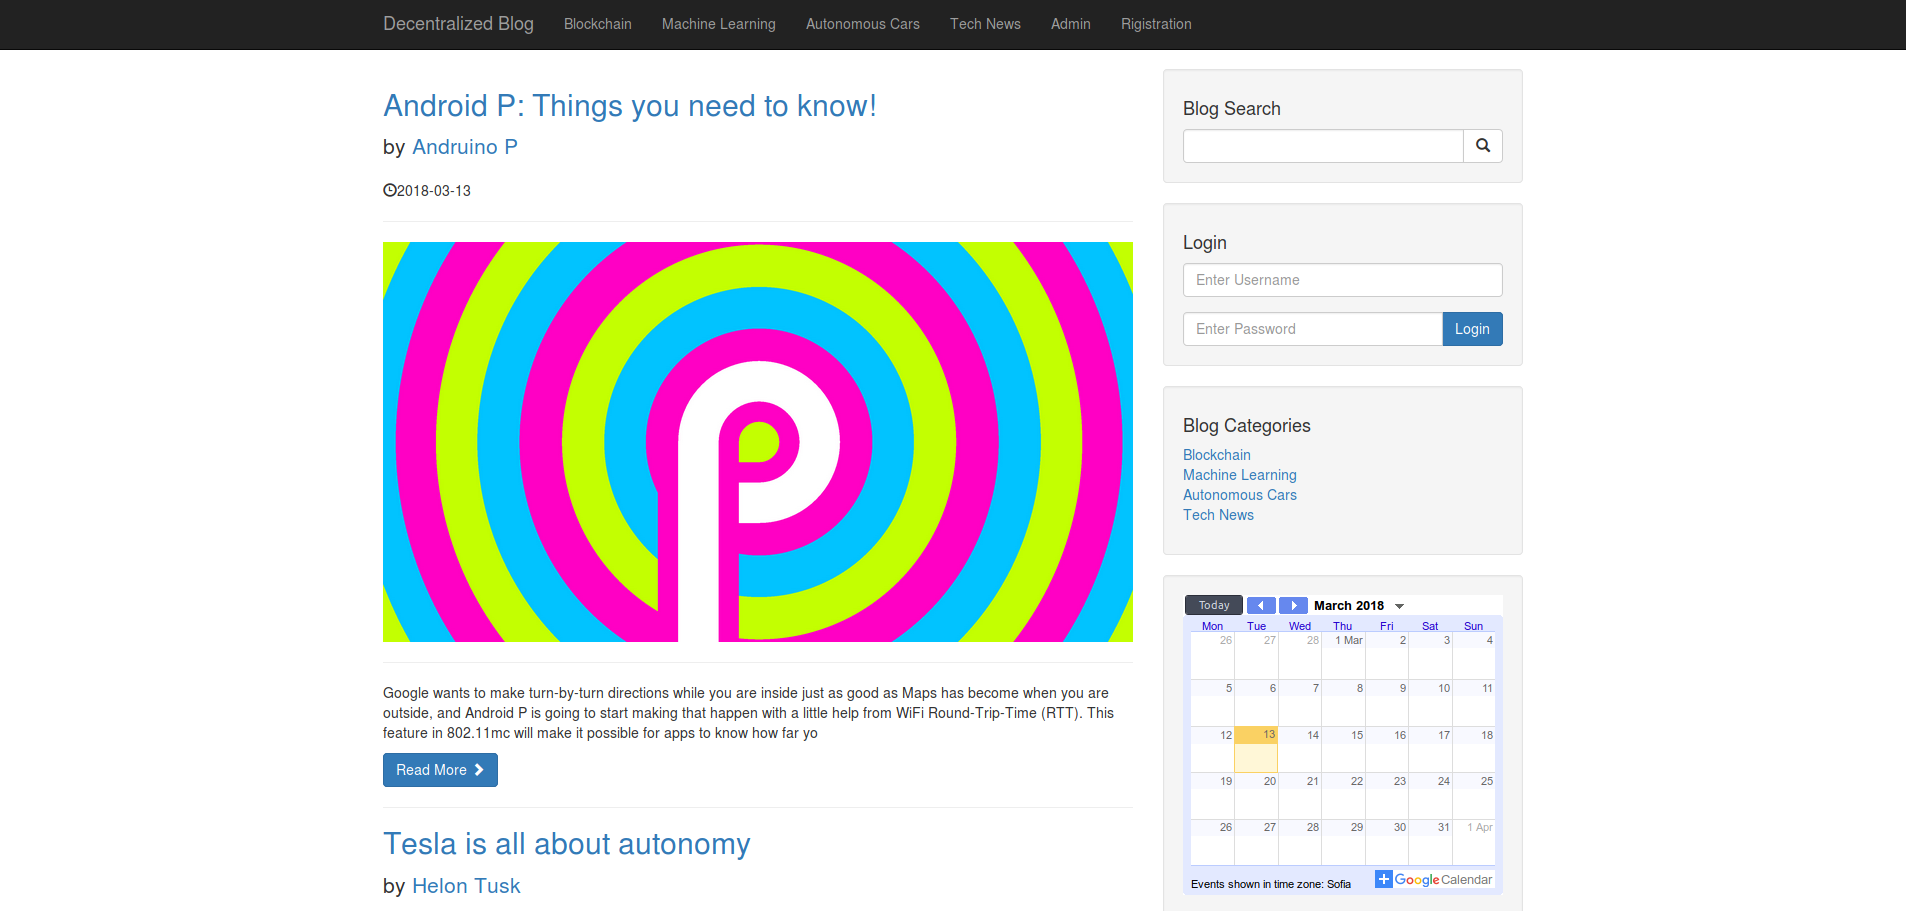 Decentralized Blog Blockchain Machine Learning Autonomous Cars Tech News Admin Rigistration
Android P: Things you need to know!
by Andruino P
2018-03-13
Google wants to make turn-by-turn directions while you are inside just as good as Maps has become when you are
outside, and Android P is going to start making that happen with a little help from WiFi Round-Trip-Time (RTT). This
feature in 802.11mc will make it possible for apps to know how far yo
Read More
Tesla is all about autonomy
by Helon Tusk
Blog Search
Login
Enter Username
Enter Password Login
Blog Categories
Blockchain
Machine Learning
Autonomous Cars
Tech News
Today March 2018
Mon Tue Wed Thu Fri Sat Sun
26 27 28 1 Mar 2 3 4
5 6 7 8 9 10 11
12 13 14 15 16 17 18
19 20 21 22 23 24 25
26 27 28 29 30 31 1 Apr
Events shown in time zone: Sofia
Google Calendar